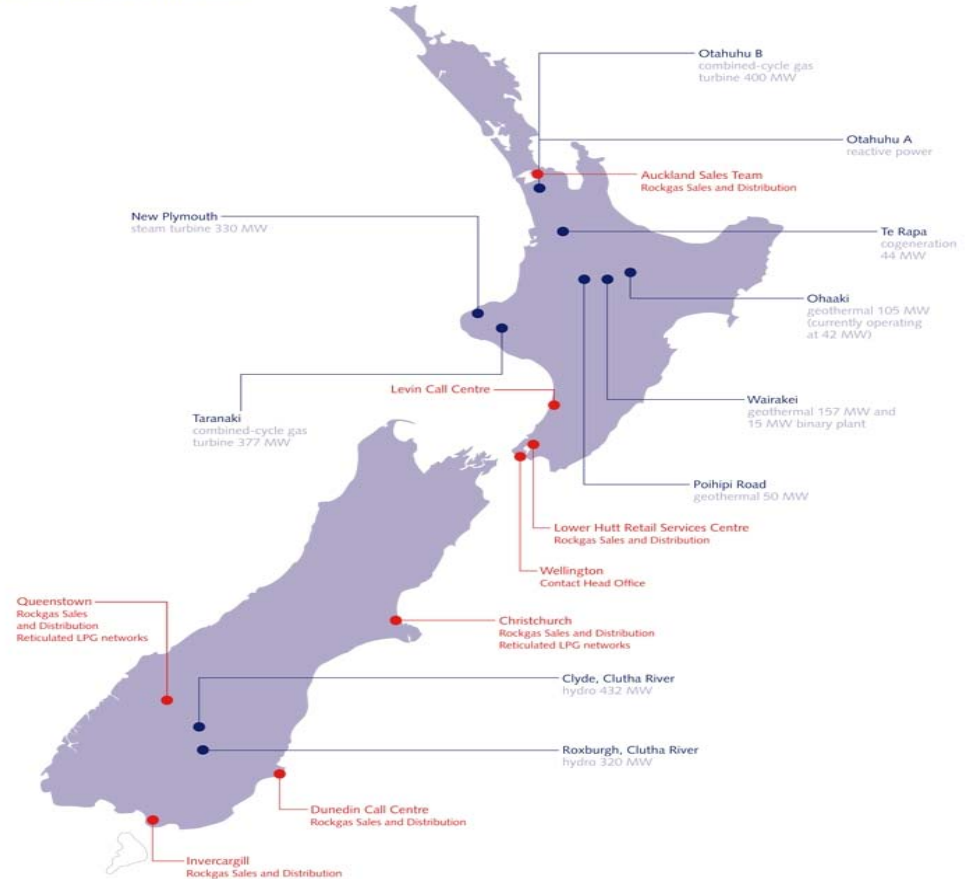 Otahuhu B
combined-cycle gas
turbine 400 MW
Otahuhu A
reactive power
Auckland Sales Team
Rockgas Sales and Distribution
New Plymouth
steam turbine 330 MW
Te Rapa
cogeneration
44 MW
Ohaaki
geothermal 105 MW
(currently operating
at 42 MW)
Levin Call Centre
Wairakei
geothermal 157 MW and
15 MW binary plant
Taranaki
combined-cycle gas
turbine 377 MW
Poihipi Road
geothermal 50 MW
Lower Hutt Retail Services Centre
Rockgas Sales and Distribution
Wellington
Contact Head Office
Queenstown
Rockgas Sales
and Distribution
Reticulated LPG networks
Christchurch
Rockgas Sales and Distribution
Reticulated LPG networks
Clyde, Clutha River
hydro 432 MW
Roxburgh, Clutha River
hydro 320 MW
Dunedin Call Centre
Rockgas Sales and Distribution
Invercargill
Rockgas Sales and Distribution